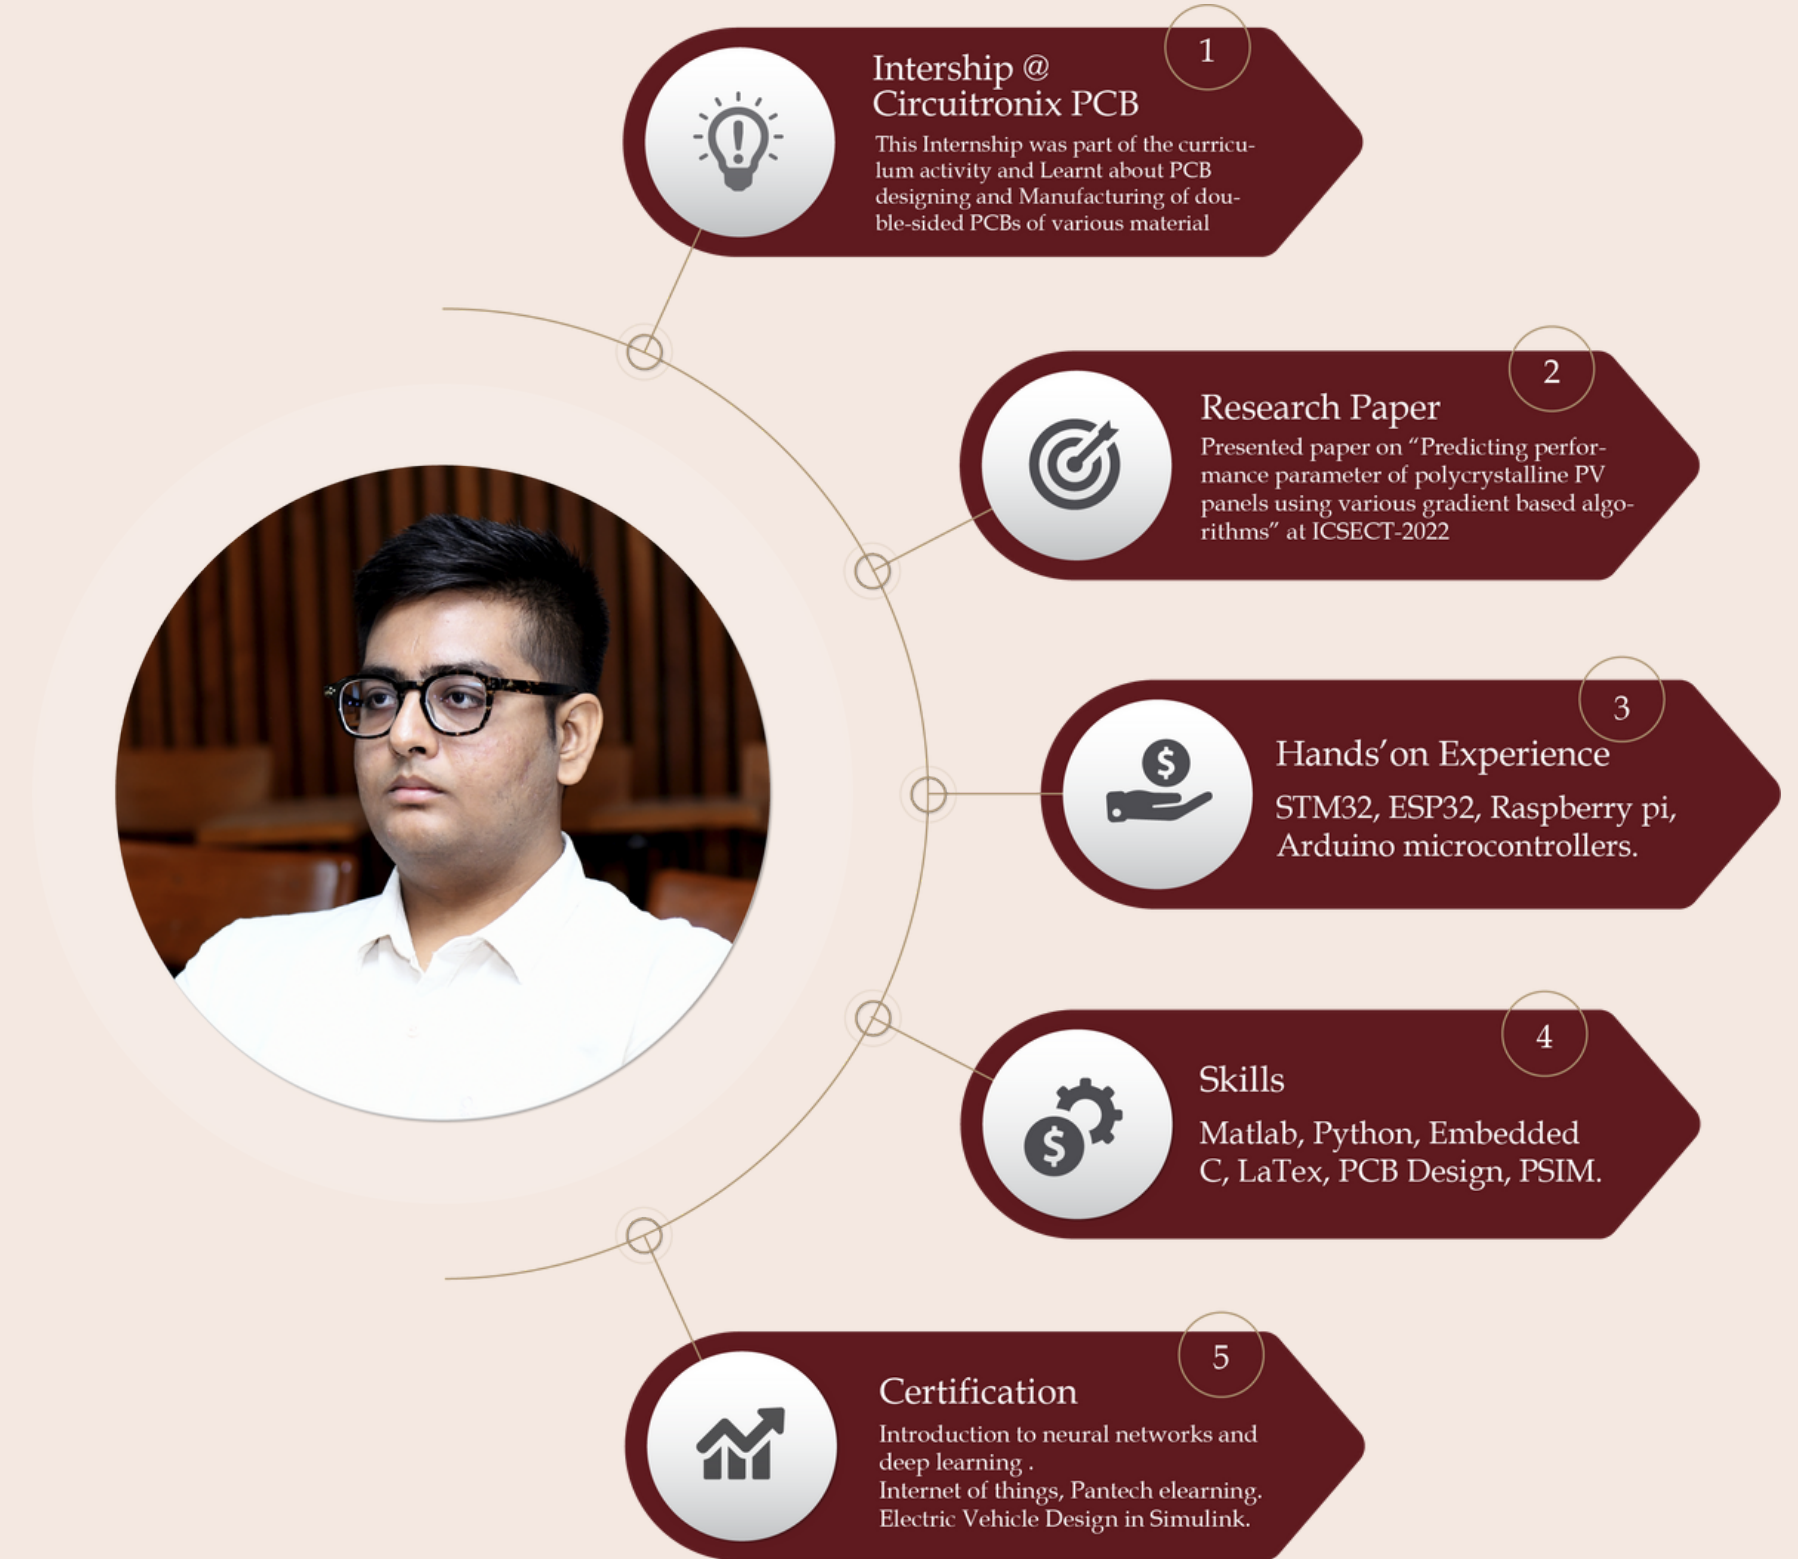 1
Intership @
Circuitronix PCB
This Internship was part of the curricu-
lum activity and Learnt about PCB
designing and Manufacturing of dou-
ble-sided PCBs of various material
2
Research Paper
Presented paper on “Predicting perfor-
mance parameter of polycrystalline PV
panels using various gradient based algo-
rithms” at ICSECT-2022
3
Hands’on Experience
STM32, ESP32, Raspberry pi,
Arduino microcontrollers.
4
Skills
Matlab, Python, Embedded
C, LaTex, PCB Design, PSIM.
5
Certification
Introduction to neural networks and
deep learning .
Internet of things, Pantech elearning.
Electric Vehicle Design in Simulink.